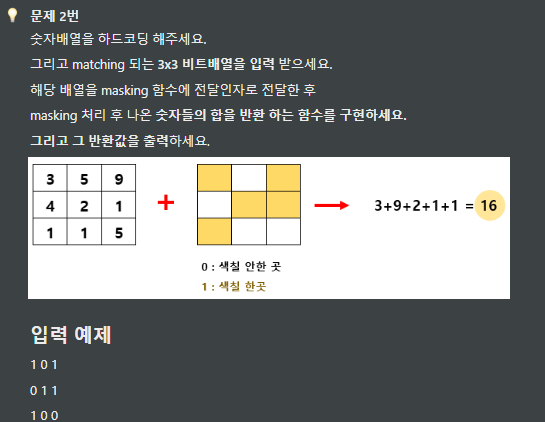 문제 2번
숫자배열을 하드코딩 해주세요.
그리고 matching 되는 3x3 비트배열을 입력 받으세요.
해당 배열을 masking 함수에 전달인자로 전달한 후
masking 처리 후 나온 숫자들의 합을 반환 하는 함수를 구현하세요.
그리고 그 반환값을 출력하세요.
3 5 9
4 2 1
1 1 5
+
3+9+2+1+1 = 16
0 : 색칠 안한 곳
1 : 색칠 한곳
입력 예제
1 0 1
0 1 1
1 0 0